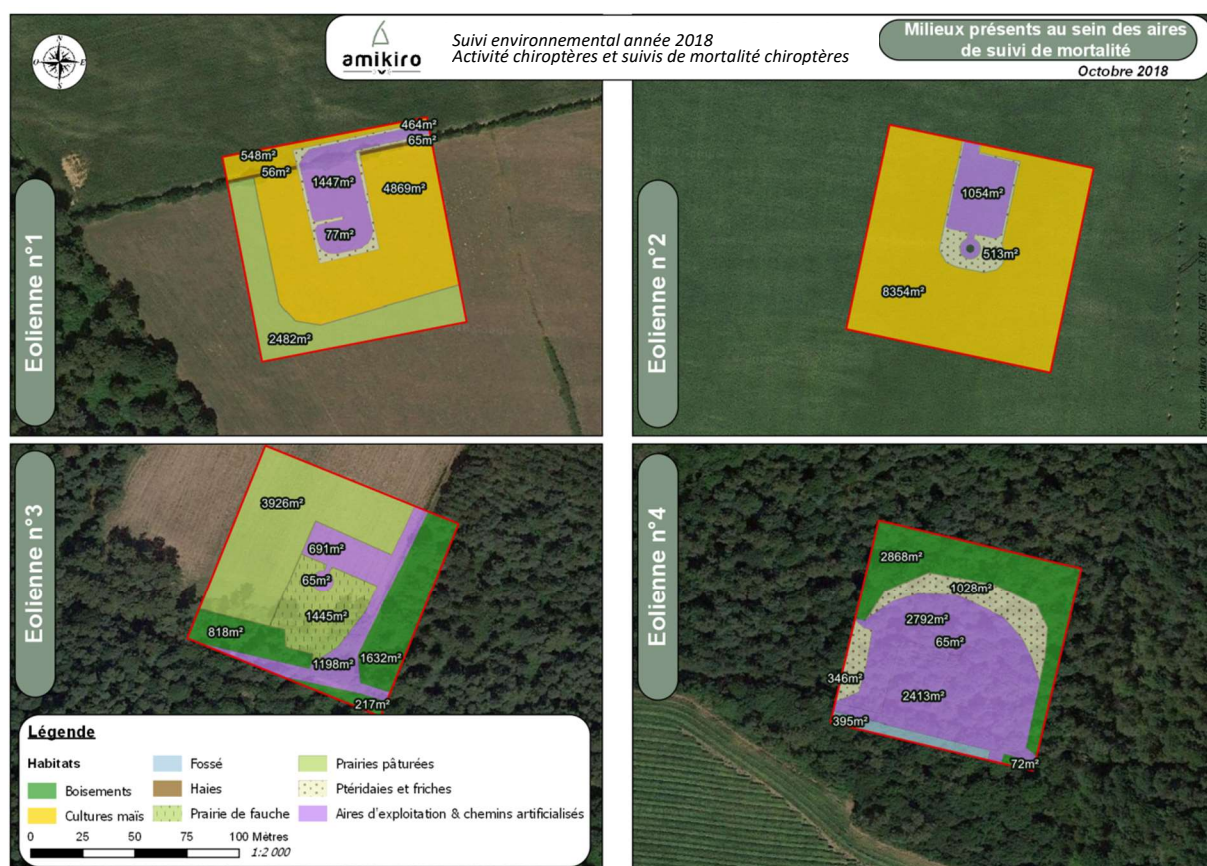 amikiro
Suivi environnemental année 2018
Activité chiroptères et suivis de mortalité chiroptères
Milieux présents au sein des aires
de suivi de mortalité
Octobre 2018
N
O
E
S
Eolienne n°1
464m²
65m²
548m²
56m²
1447m²
4869m²
77m²
2482m²
Eolienne n°2
1054m²
513m²
8354m²
Eolienne n°3
3926m²
691m²
65m²
1445m²
818m²
1198m²
1632m²
217m²
Eolienne n°4
2868m²
1028m²
2792m²
65m²
346m²
2413m²
395m²
72m²
Légende
Habitats
Boisements
Cultures maïs
Fossé
Haies
Prairie de fauche
Prairies pâturées
Ptéridaies et friches
Aires d'exploitation & chemins artificialisés
0 25 50 75 100 Mètres
1:2 000